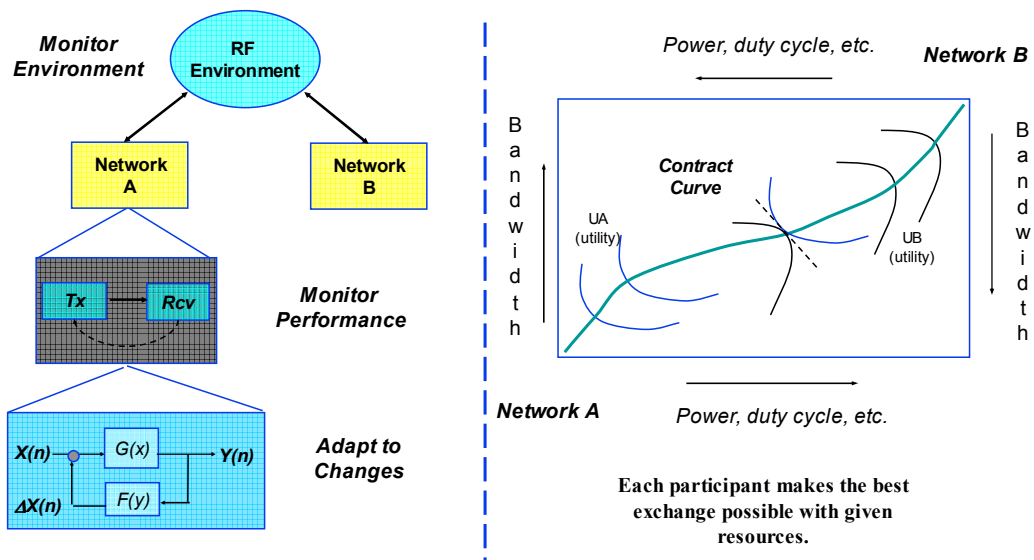 Monitor
Environment
RF
Environment
Network
A
Network
B
Tx
Rcv
Monitor
Performance
X(n)
G(x)
Y(n)
F(y)
ΔX(n)
Adapt to
Changes
Power, duty cycle, etc.
Network B
Bandwidth
Contract
Curve
UA
(utility)
UB
(utility)
Bandwidth
Network A
Power, duty cycle, etc.
Each participant makes the best
exchange possible with given
resources.